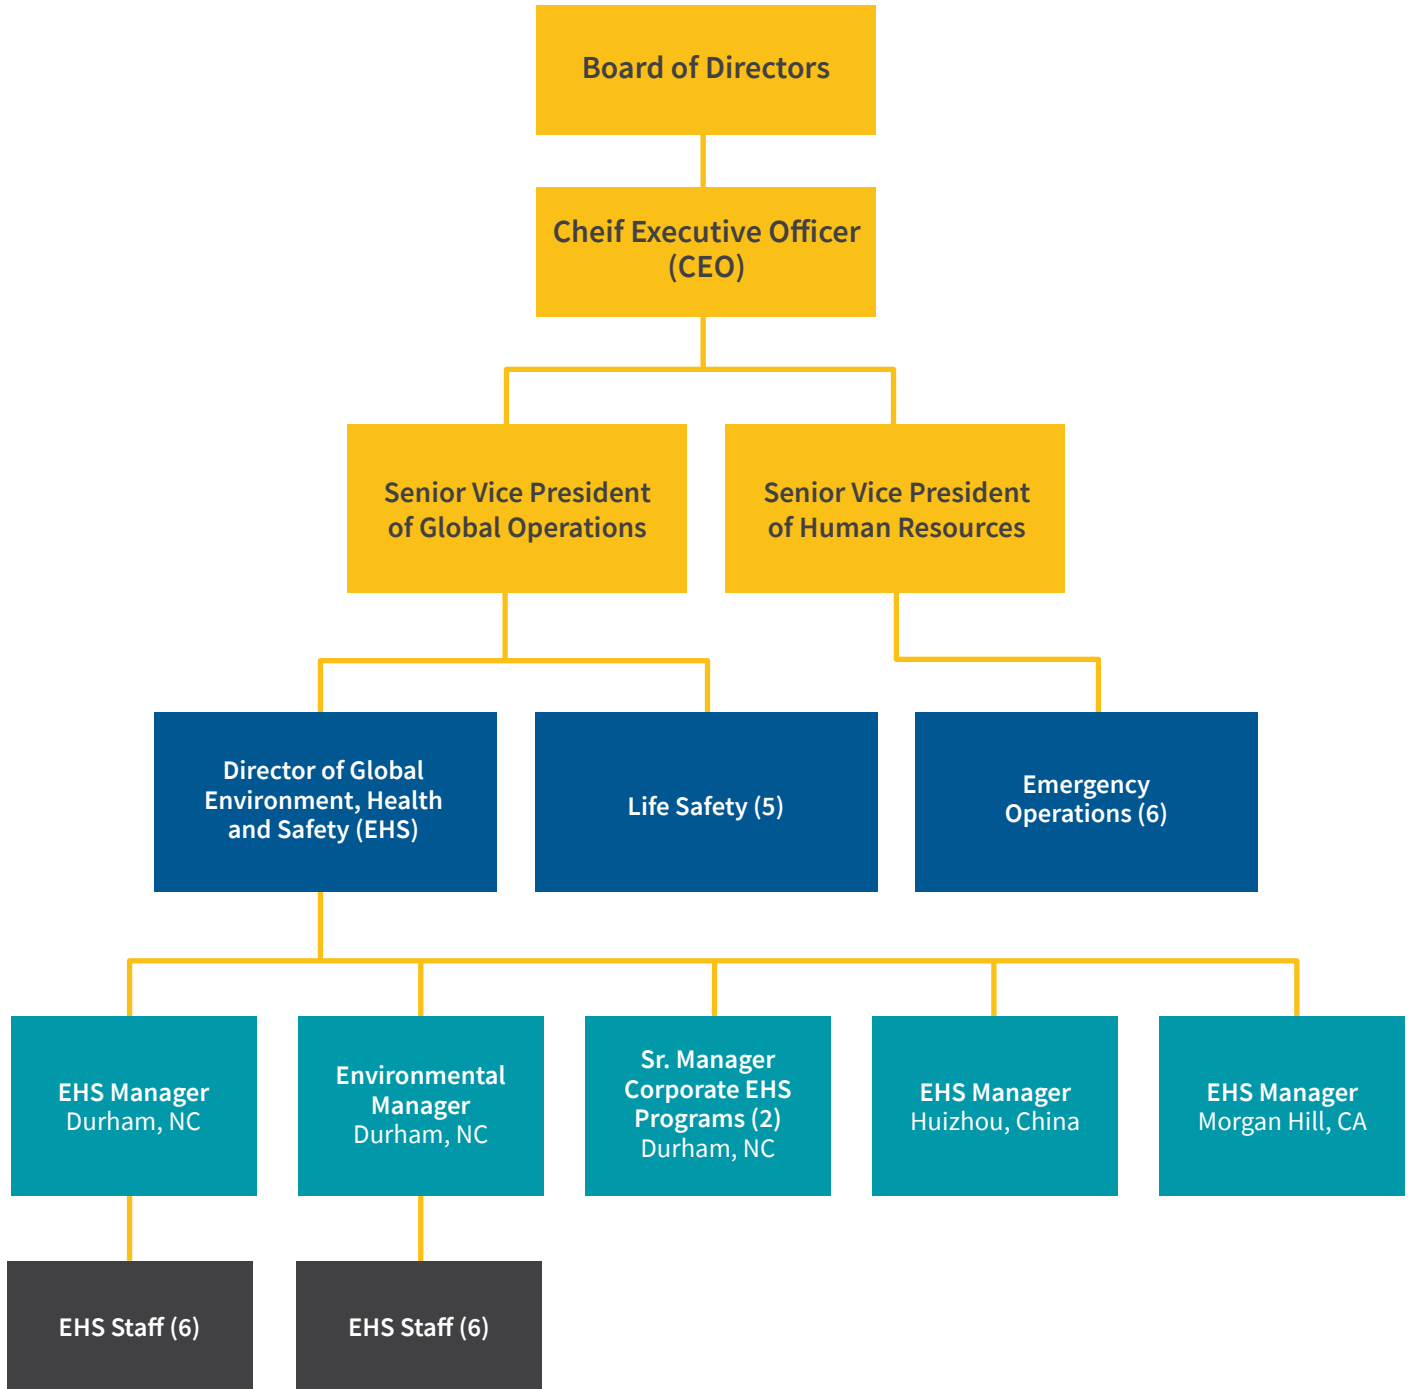 Board of Directors
Cheif Executive Officer
(CEO)
Senior Vice President
of Global Operations
Senior Vice President
of Human Resources
Director of Global
Environment, Health
and Safety (EHS)
Life Safety (5)
Emergency
Operations (6)
EHS Manager
Durham, NC
Environmental
Manager
Durham, NC
Sr. Manager
Corporate EHS
Programs (2)
Durham, NC
EHS Manager
Huizhou, China
EHS Manager
Morgan Hill, CA
EHS Staff (6)
EHS Staff (6)